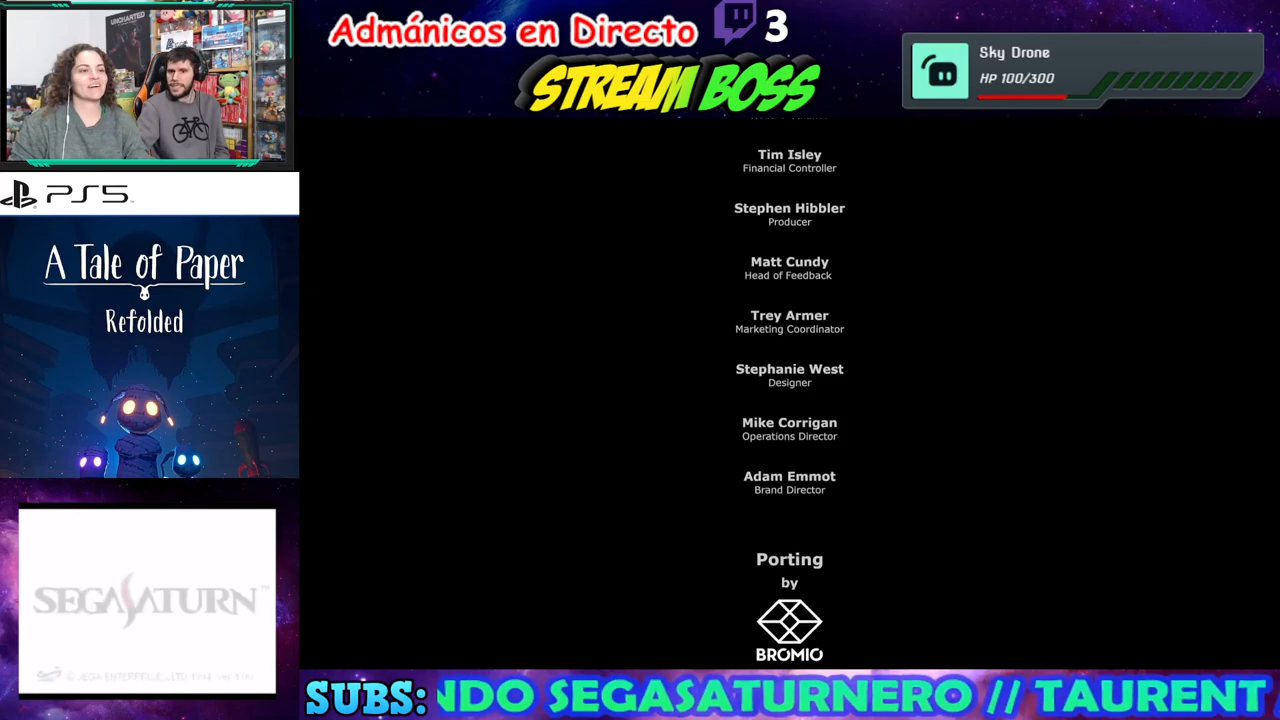 Admánicos en Directo 3
STREAM BOSS
Sky Drone
HP 100/300
UNCHARTED
PS5
A Tale of Paper
Refolded
SEGA SATURN™
Tim Isley
Financial Controller
Stephen Hibbler
Producer
Matt Cundy
Head of Feedback
Trey Armer
Marketing Coordinator
Stephanie West
Designer
Mike Corrigan
Operations Director
Adam Emmot
Brand Director
Porting
by
BROMIO
SUBS: NDO SEGASATURNERO // TAURENT